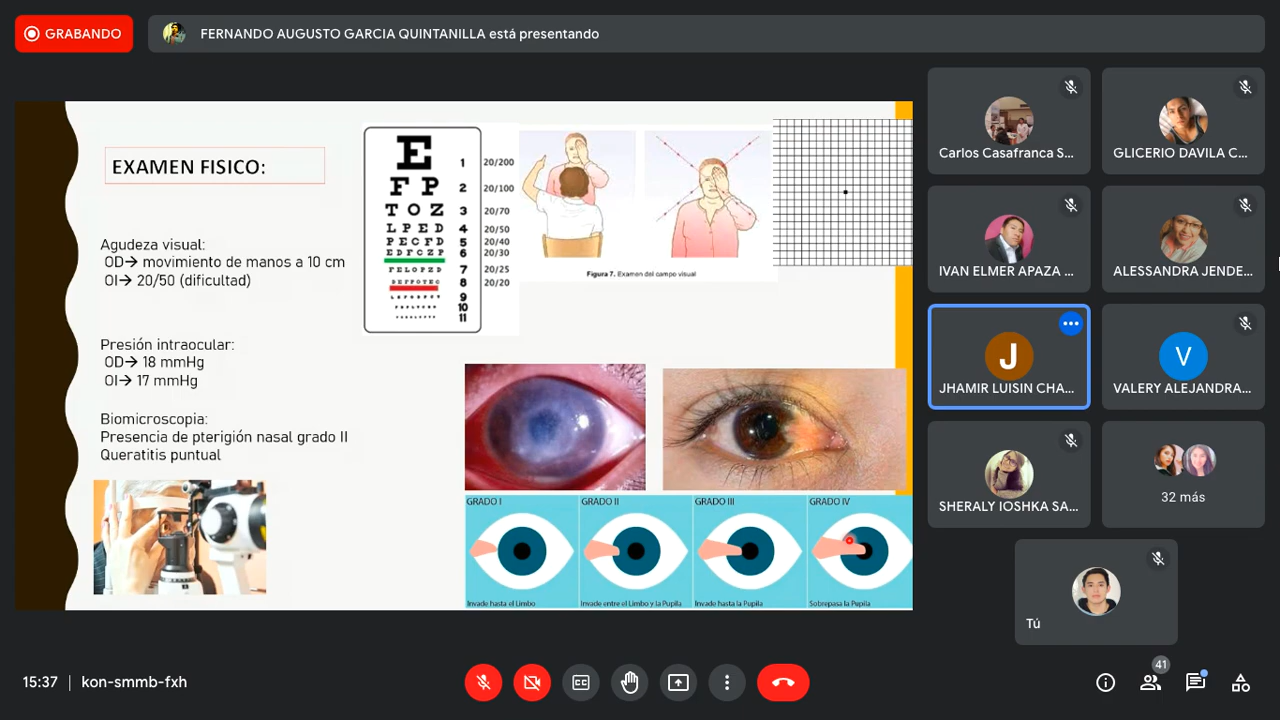 GRABANDO
FERNANDO AUGUSTO GARCIA QUINTANILLA está presentando
EXAMEN FISICO:
Agudeza visual:
OD→ movimiento de manos a 10 cm
OI→ 20/50 (dificultad)
Presión intraocular:
OD→ 18 mmHg
OI→ 17 mmHg
Biomicroscopia:
Presencia de pterigión nasal grado II
Queratitis puntual
E 1 20/200
F P 2 20/100
T O Z 3 20/70
L P E D 4 20/50
P E C F D 5 20/40
E D F C Z P 6 20/30
F E L O P Z D 7 20/25
D E F P O T E C 8 20/20
9
10
11
Figura 7. Examen del campo visual
GRADO I
GRADO II
GRADO III
GRADO IV
Invade hasta el Limbo
Invade entre el Limbo y la Pupila
Invade hasta la Pupila
Sobrepasa la Pupila
Carlos Casafranca S...
GLICERIO DAVILA C...
IVAN ELMER APAZA ...
ALESSANDRA JENDE...
J
JHAMIR LUISIN CHA...
V
VALERY ALEJANDRA...
SHERALY IOSHKA SA...
32 más
Tú
15:37 | kon-smmb-fxh
CC
41